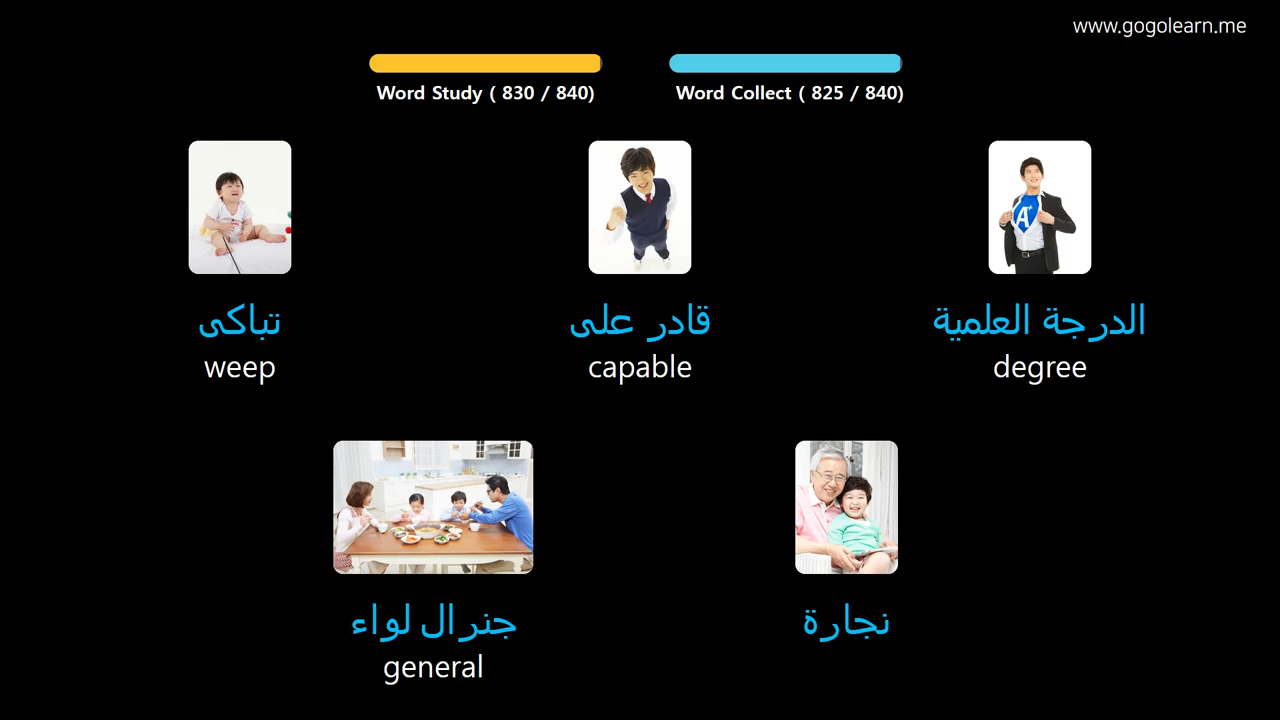 www.gogolearn.me
Word Study ( 830 / 840)
Word Collect ( 825 / 840)
تباكى
weep
قادر على
capable
الدرجة العلمية
degree
جنرال لواء
general
نجارة